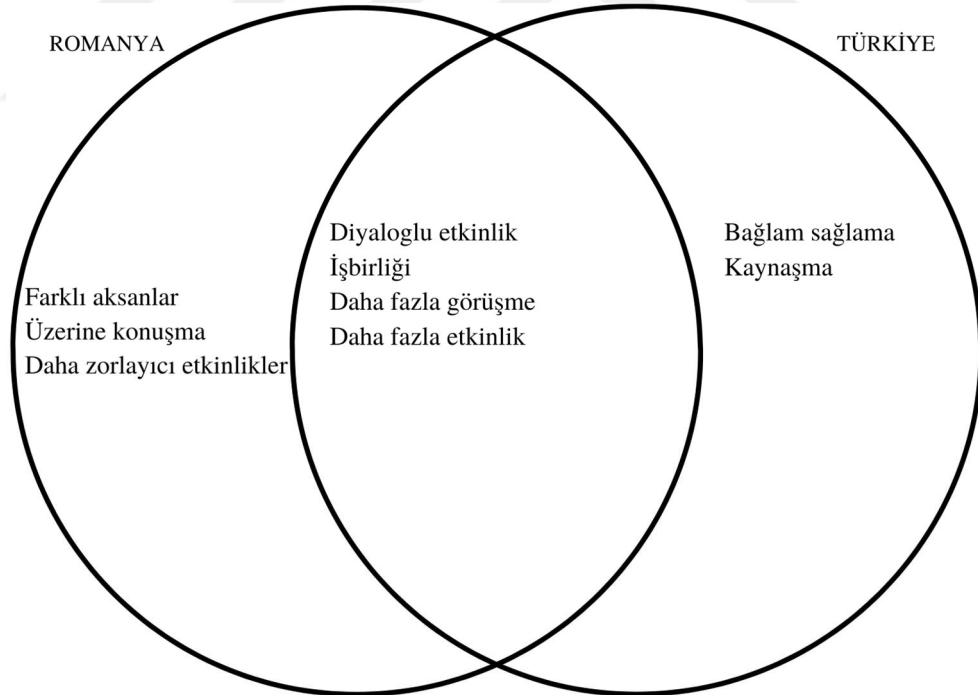 ROMANYA
TÜRKİYE
Farklı aksanlar
Üzerine konuşma
Daha zorlayıcı etkinlikler
Diyaloglu etkinlik
İşbirliği
Daha fazla görüşme
Daha fazla etkinlik
Bağlam sağlama
Kaynaşma